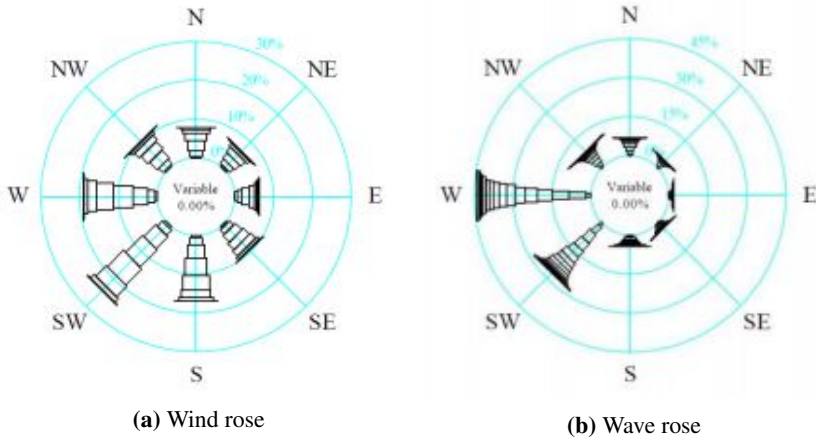 N
NW
NE
30%
20%
10%
0%
W
Variable
0.00%
E
SW
SE
S
(a) Wind rose
N
NW
NE
45%
30%
15%
W
Variable
0.00%
E
SW
SE
S
(b) Wave rose